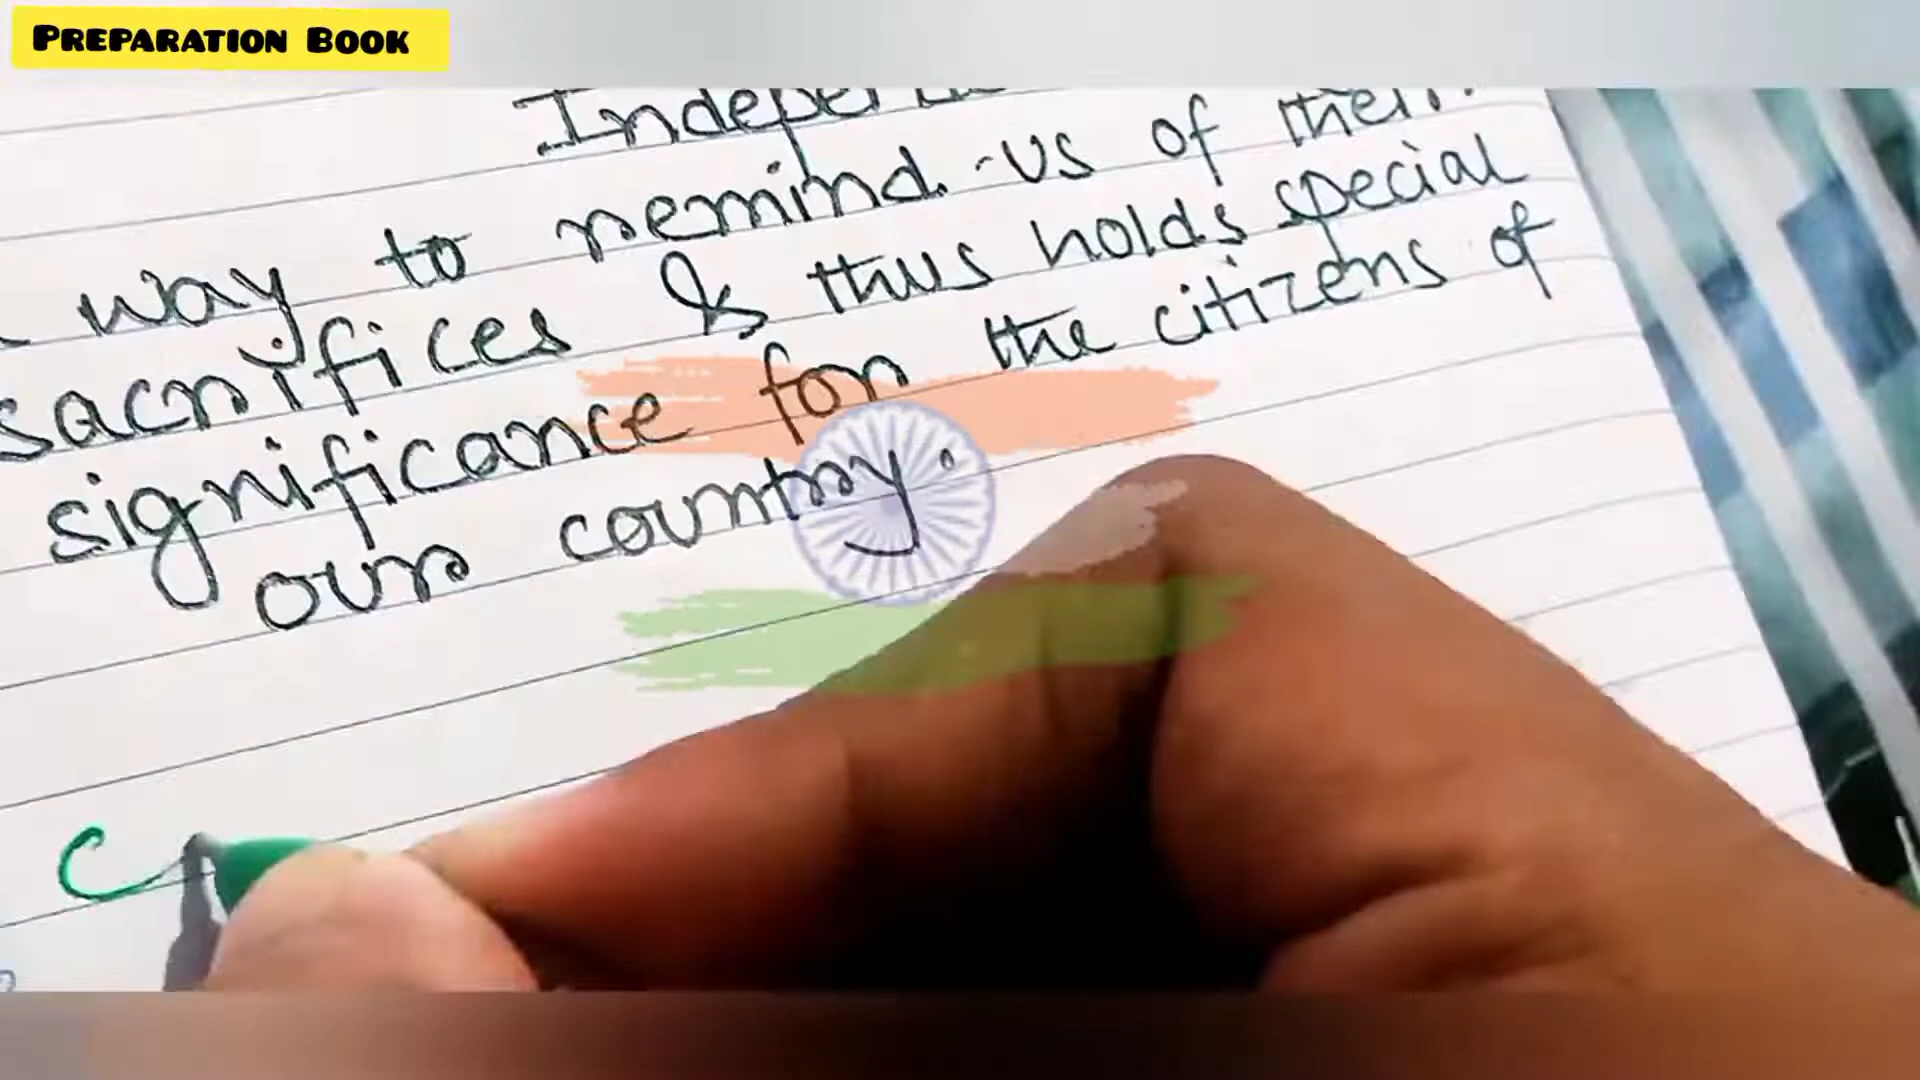 PREPARATION BOOK
way to remind us of their
sacrifices & thus holds special
significance for the citizens of
our country.
C